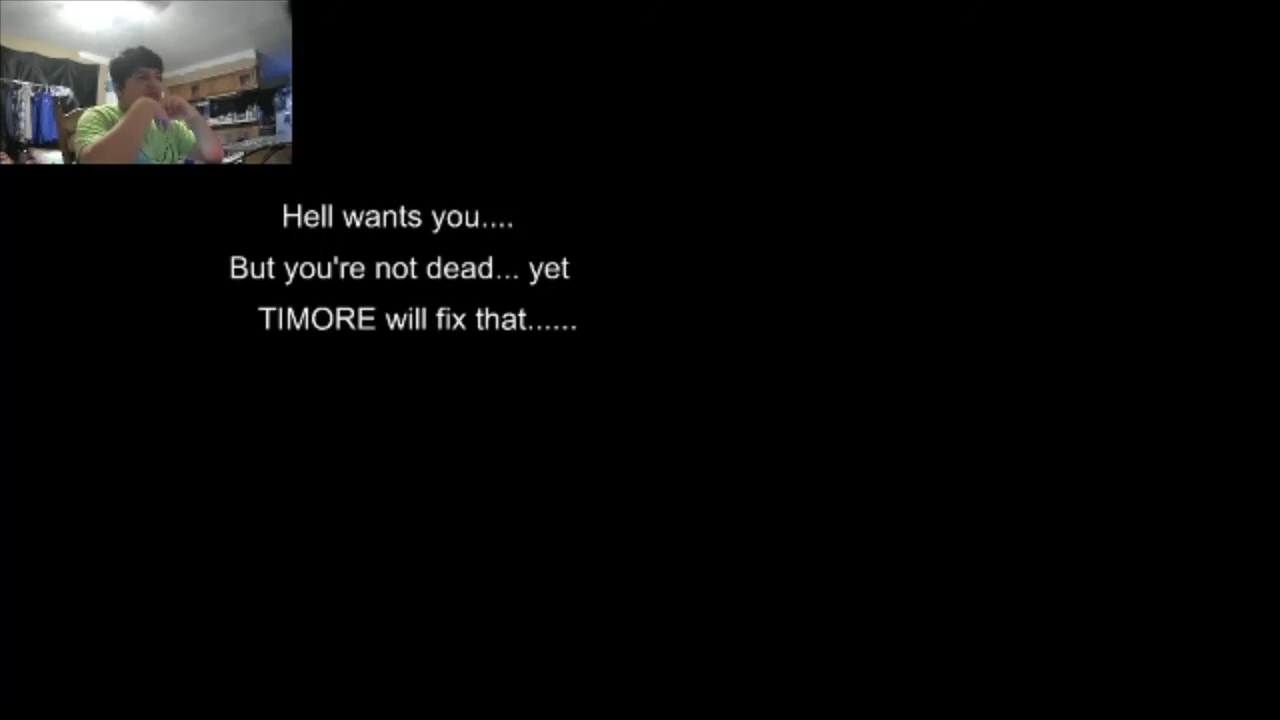 Hell wants you....
But you're not dead... yet
TIMORE will fix that......